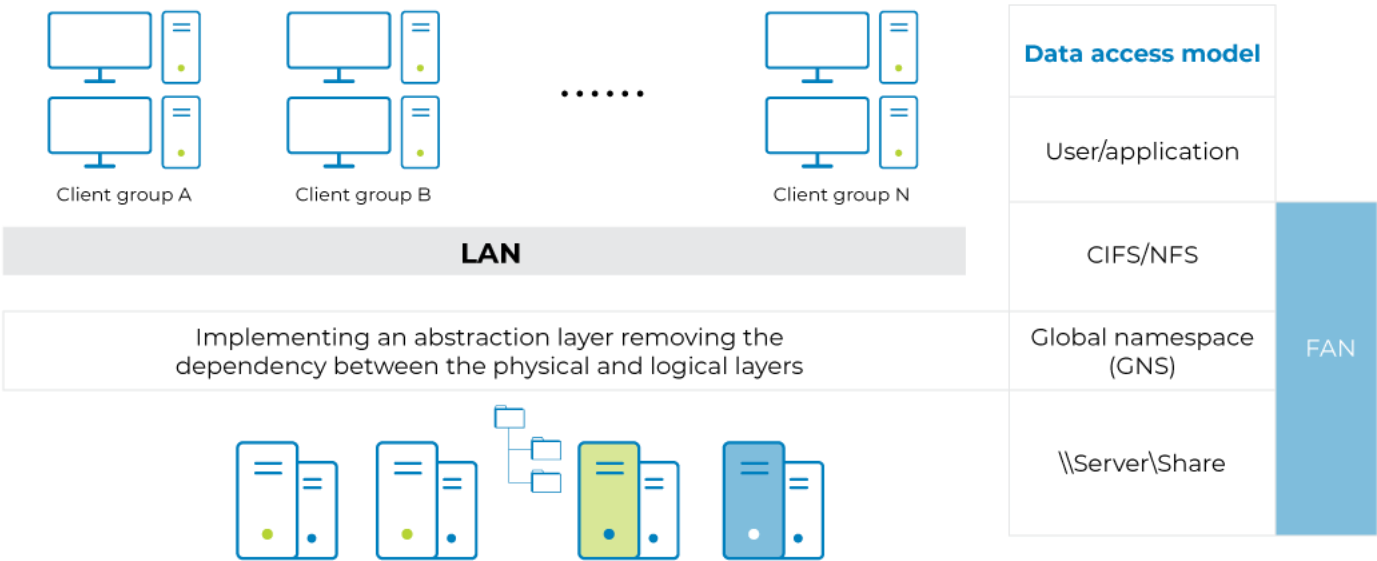 Data access model
User/application
Client group A
Client group B
......
Client group N
LAN
CIFS/NFS
Implementing an abstraction layer removing the
dependency between the physical and logical layers
Global namespace
(GNS)
FAN
\\Server\Share